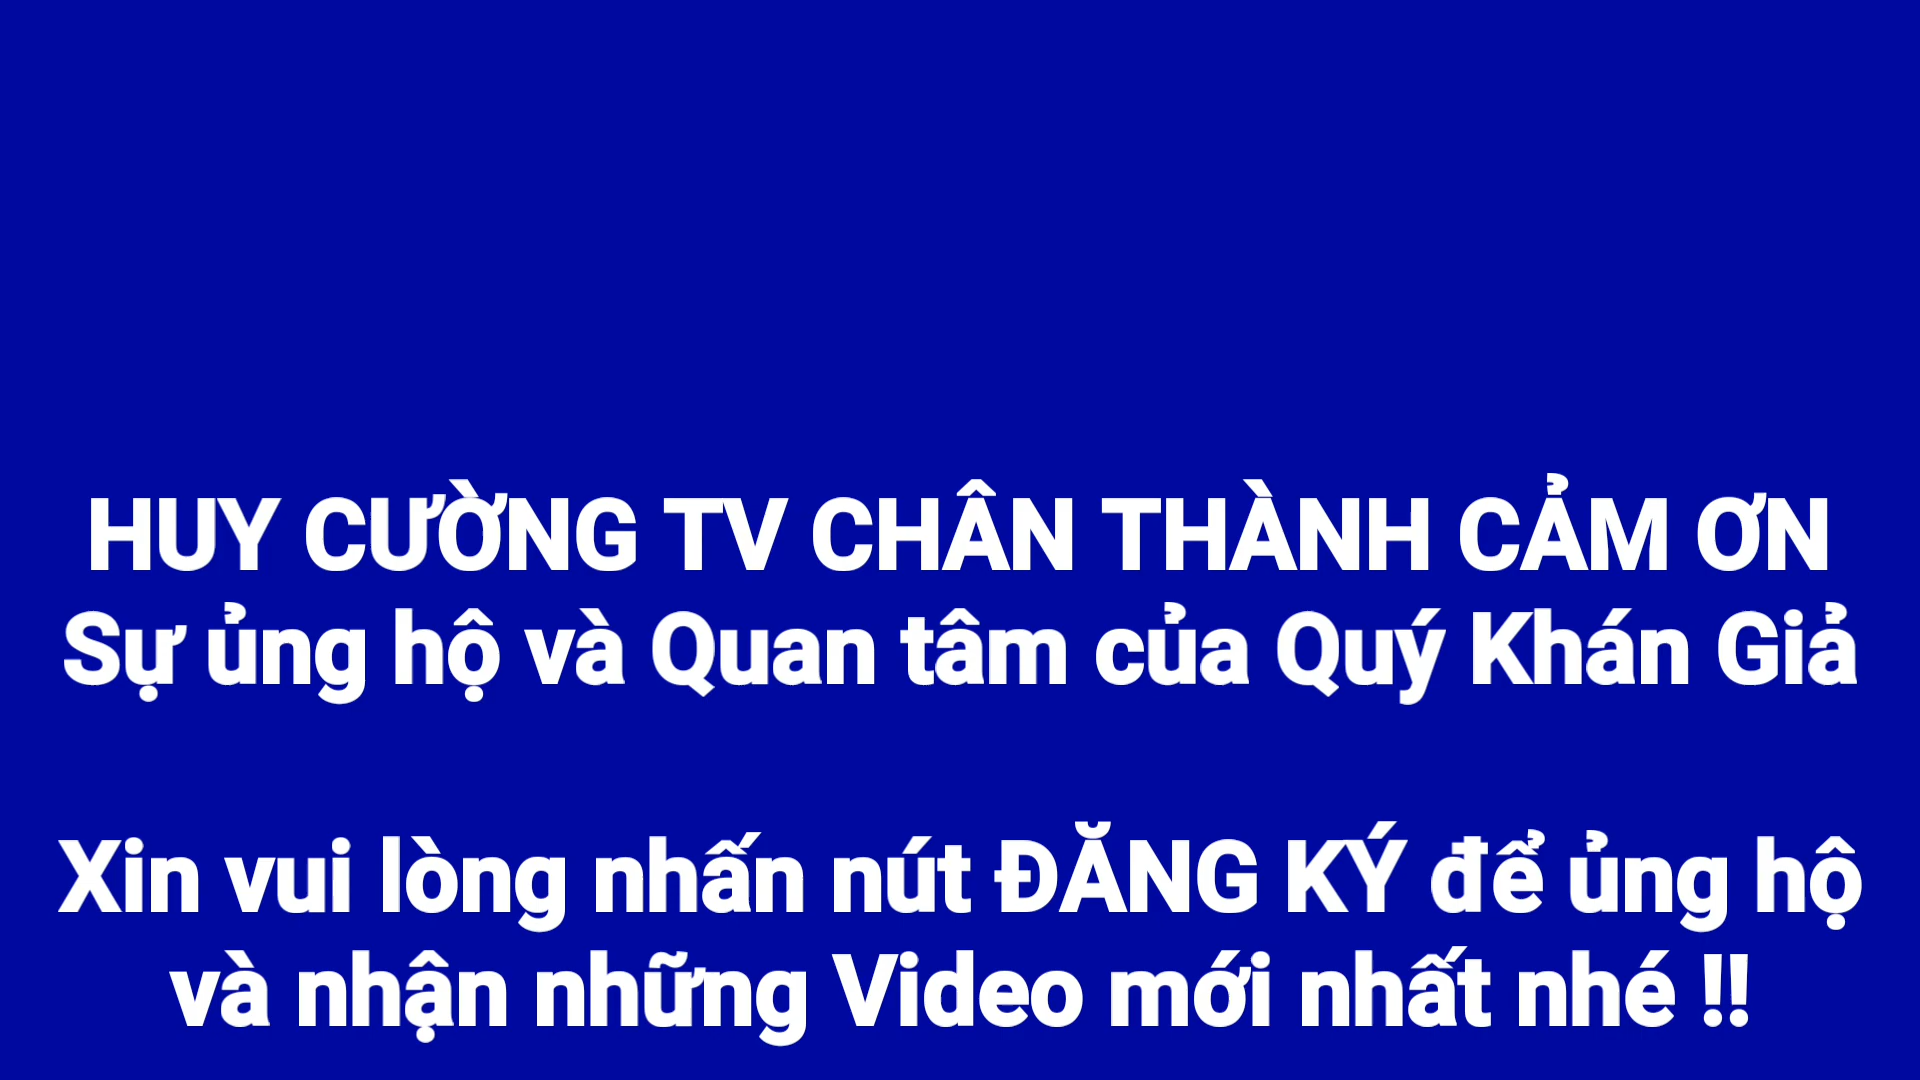 HUY CƯỜNG TV CHÂN THÀNH CẢM ƠN
Sự ủng hộ và Quan tâm của Quý Khán Giả
Xin vui lòng nhấn nút ĐĂNG KÝ để ủng hộ
và nhận những Video mới nhất nhé !!